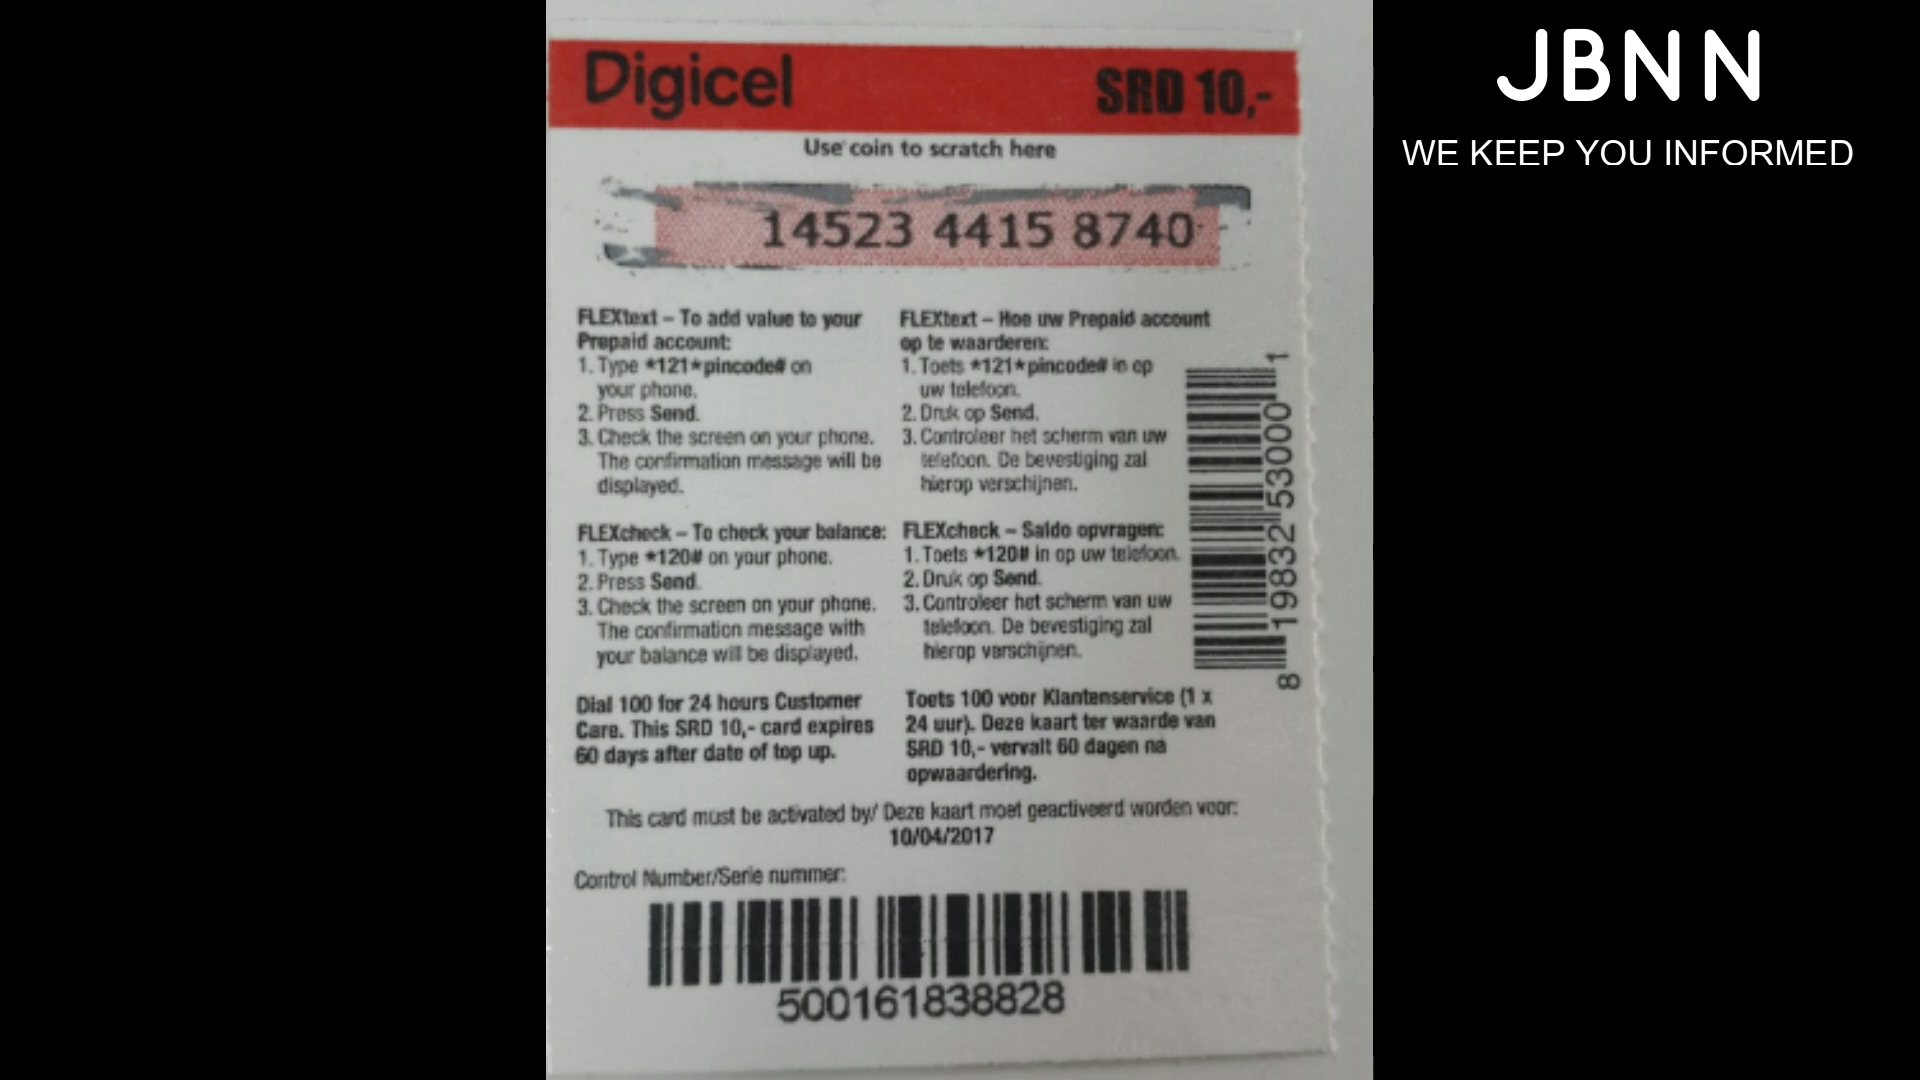 Digicel SRD 10,-
Use coin to scratch here
14523 4415 8740
FLEXtext – To add value to your
Prepaid account:
1. Type *121*pincode# on
your phone.
2. Press Send.
3. Check the screen on your phone.
The confirmation message will be
displayed.
FLEXcheck – To check your balance:
1. Type *120# on your phone.
2. Press Send.
3. Check the screen on your phone.
The confirmation message with
your balance will be displayed.
Dial 100 for 24 hours Customer
Care. This SRD 10,- card expires
60 days after date of top up.
FLEXtext – Hoe uw Prepaid account
op te waarderen:
1. Toets *121*pincode# in op
uw telefoon.
2. Druk op Send.
3. Controleer het scherm van uw
telefoon. De bevestiging zal
hierop verschijnen.
FLEXcheck – Saldo opvragen:
1. Toets *120# in op uw telefoon.
2. Druk op Send.
3. Controleer het scherm van uw
telefoon. De bevestiging zal
hierop verschijnen.
Toets 100 voor Klantenservice (1 x
24 uur). Deze kaart ter waarde van
SRD 10,- vervalt 60 dagen na
opwaardering.
8 19832 53000 1
This card must be activated by/ Deze kaart moet geactiveerd worden voor:
10/04/2017
Control Number/Serie nummer:
500161838828
JBNN
WE KEEP YOU INFORMED